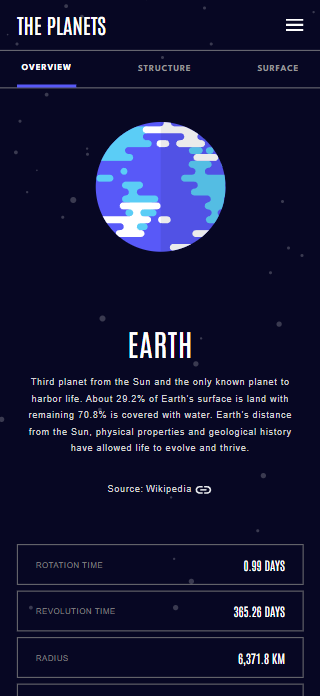 THE PLANETS
OVERVIEW
STRUCTURE
SURFACE
EARTH
Third planet from the Sun and the only known planet to
harbor life. About 29.2% of Earth's surface is land with
remaining 70.8% is covered with water. Earth's distance
from the Sun, physical properties and geological history
have allowed life to evolve and thrive.
Source: Wikipedia
ROTATION TIME
0.99 DAYS
REVOLUTION TIME
365.26 DAYS
RADIUS
6,371.8 KM